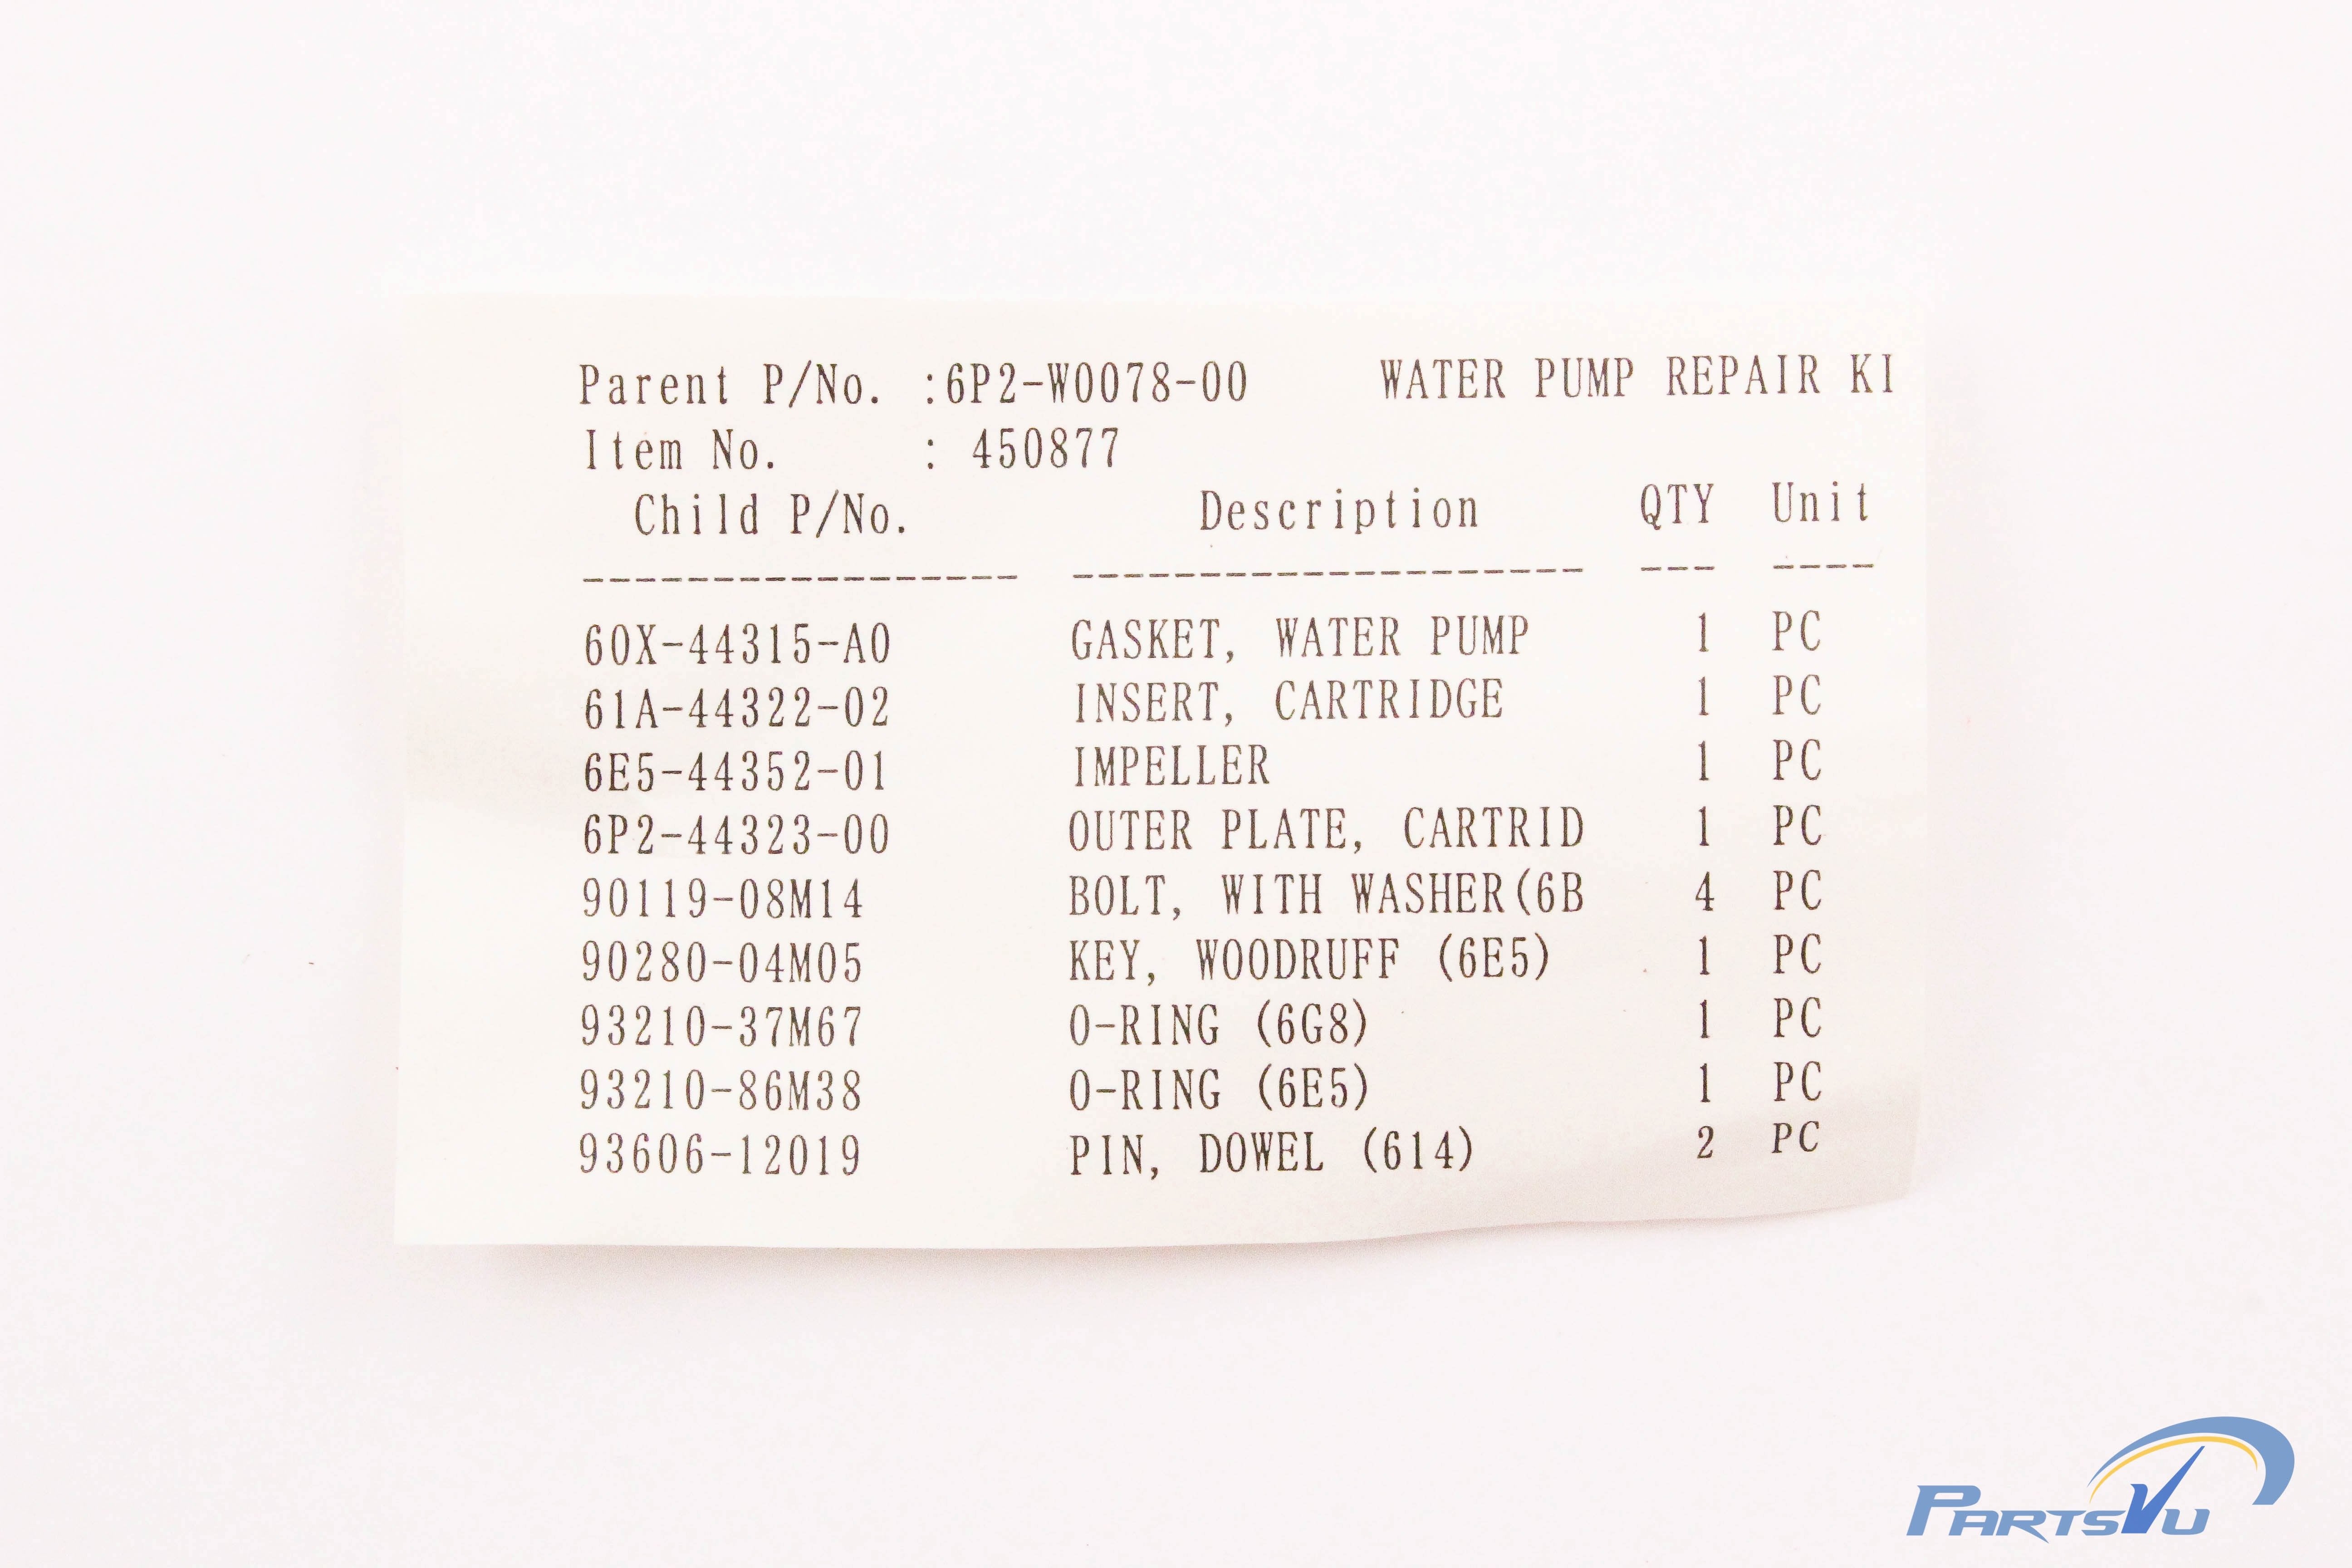 Parent P/No. :6P2-W0078-00 WATER PUMP REPAIR KI
Item No. : 450877
Child P/No. Description QTY Unit
----------------- -------------------- --- ----
60X-44315-A0 GASKET, WATER PUMP 1 PC
61A-44322-02 INSERT, CARTRIDGE 1 PC
6E5-44352-01 IMPELLER 1 PC
6P2-44323-00 OUTER PLATE, CARTRID 1 PC
90119-08M14 BOLT, WITH WASHER(6B 4 PC
90280-04M05 KEY, WOODRUFF (6E5) 1 PC
93210-37M67 O-RING (6G8) 1 PC
93210-86M38 O-RING (6E5) 1 PC
93606-12019 PIN, DOWEL (614) 2 PC
PARTSVU